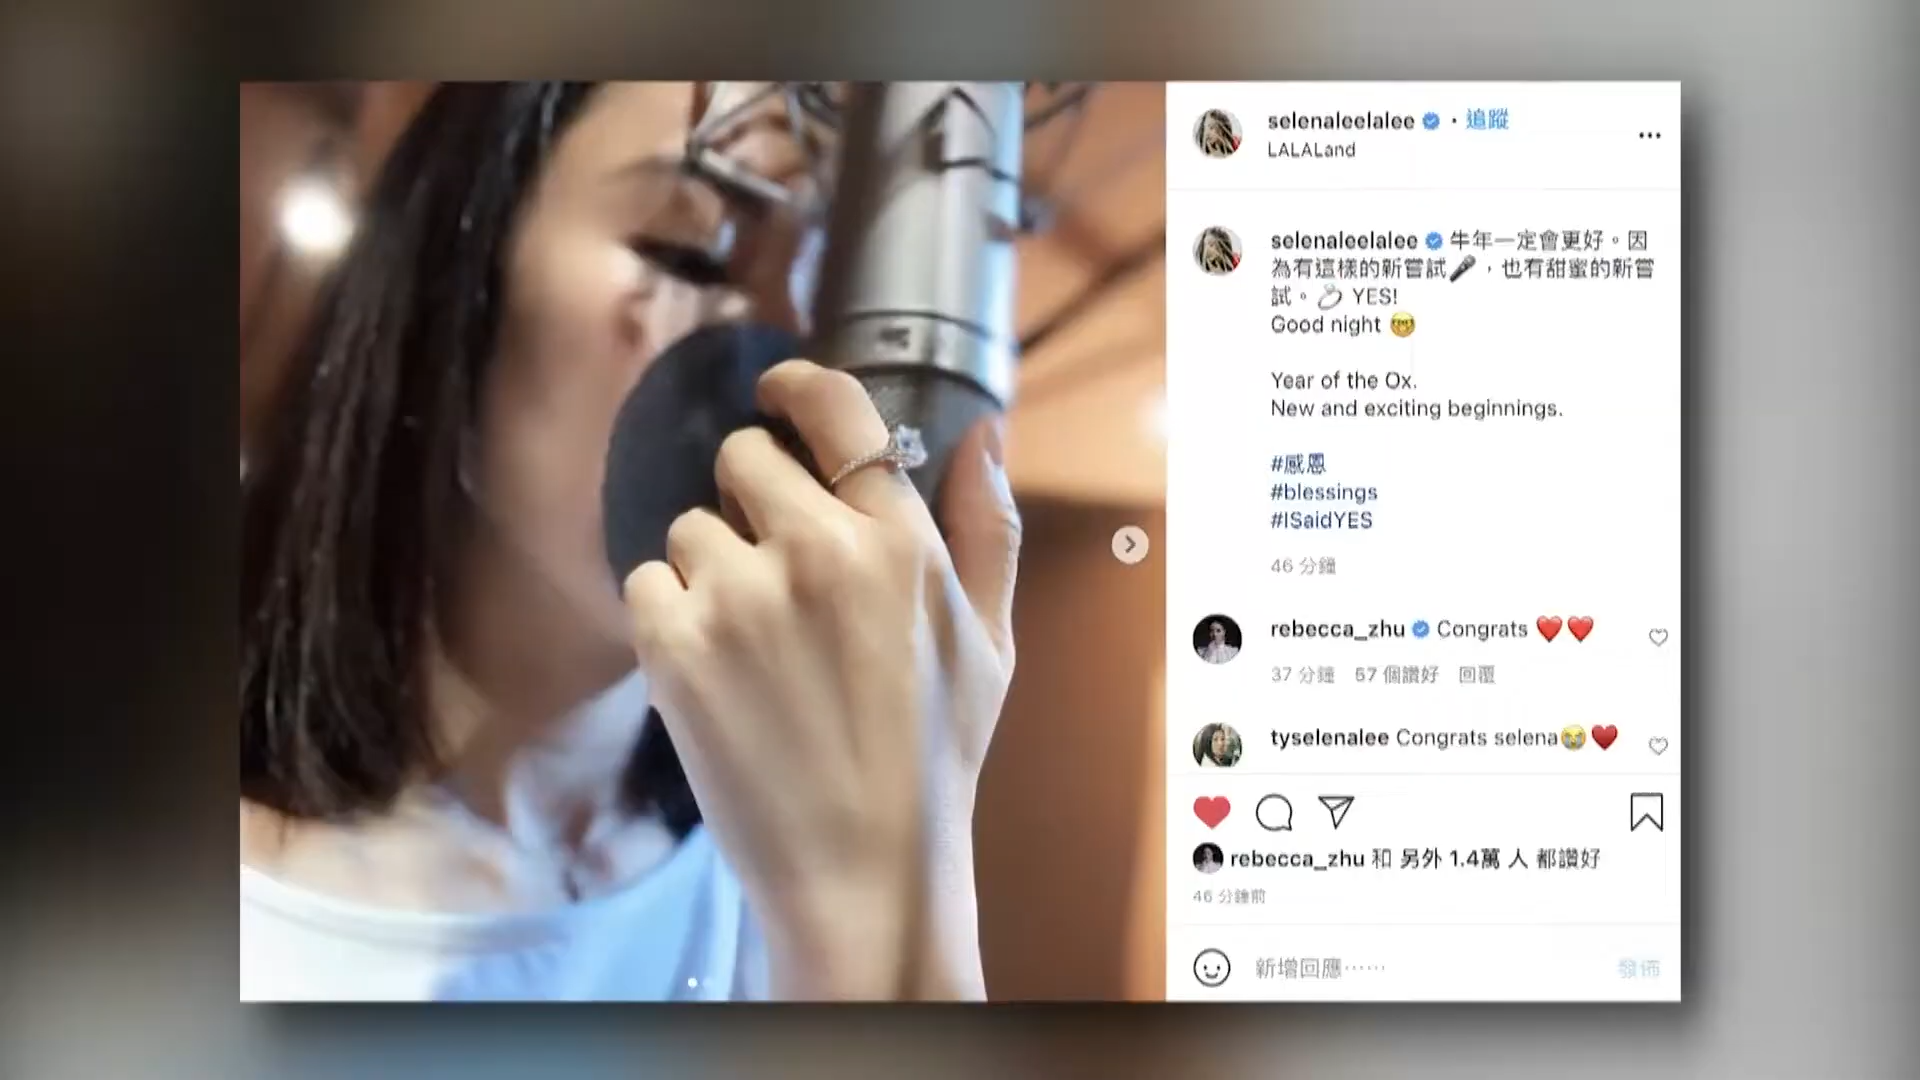 selenaleelalee • 追蹤
LALALand
selenaleelalee 牛年一定會更好。因
為有這樣的新嘗試🎤，也有甜蜜的新嘗
試。💍 YES!
Good night 🤓
Year of the Ox.
New and exciting beginnings.
#感恩
#blessings
#ISaidYES
46 分鐘
rebecca_zhu Congrats ❤️❤️
37 分鐘 57 個讚好 回覆
tyselenalee Congrats selena😭❤️
rebecca_zhu 和 另外 1.4萬 人 都讚好
46 分鐘前
新增回應……
發佈